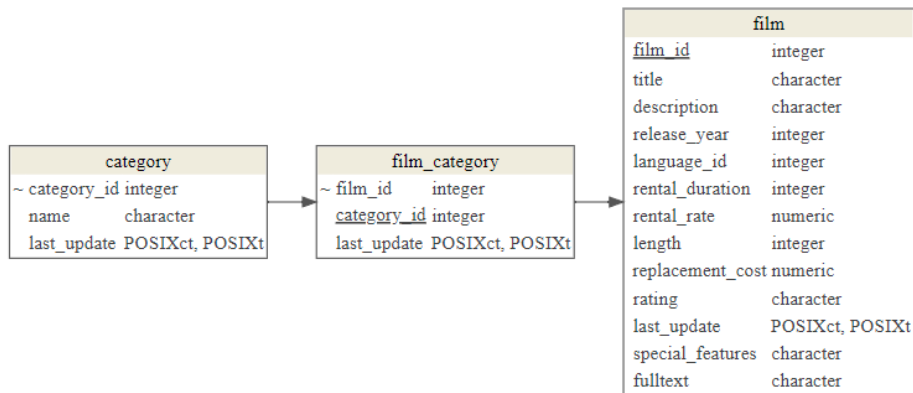 category
~ category_id integer
name character
last_update POSIXct, POSIXt
film_category
~ film_id integer
category_id integer
last_update POSIXct, POSIXt
film
film_id integer
title character
description character
release_year integer
language_id integer
rental_duration integer
rental_rate numeric
length integer
replacement_cost numeric
rating character
last_update POSIXct, POSIXt
special_features character
fulltext character